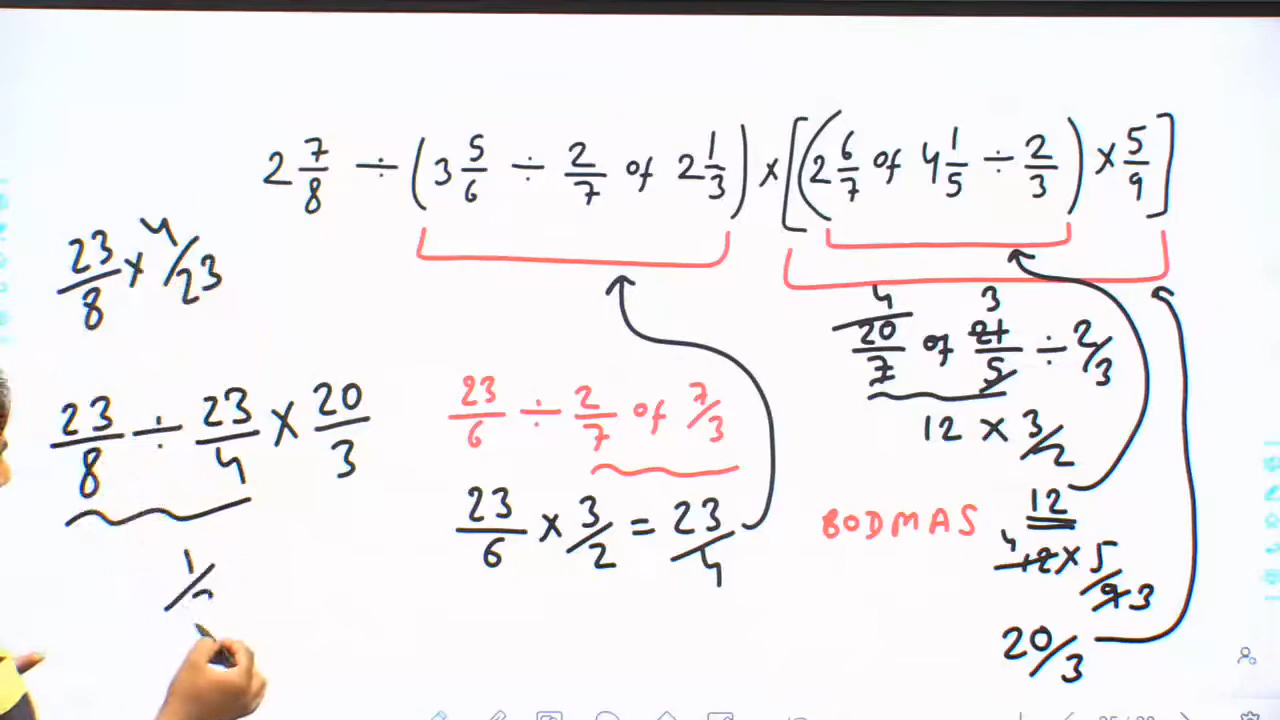 2 7/8 ÷ (3 5/6 ÷ 2/7 of 2 1/3) × [(2 6/7 of 4 1/5 ÷ 2/3) × 5/9]
23/8 × 4/23
23/8 ÷ 23/4 × 20/3
1/2
23/6 ÷ 2/7 of 7/3
23/6 × 3/2 = 23/4
4 3
20/7 of 21/5 ÷ 2/3
12 × 3/2
BODMAS
12
4
12 × 5/9 3
20/3